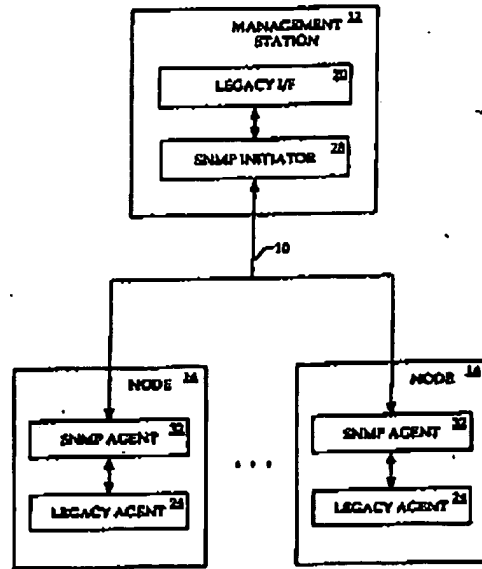 MANAGEMENT 12
STATION
LEGACY I/F 20
SNMP INITIATOR 28
10
NODE 14
SNMP AGENT 32
LEGACY AGENT 24
. . .
NODE 14
SNMP AGENT 32
LEGACY AGENT 24